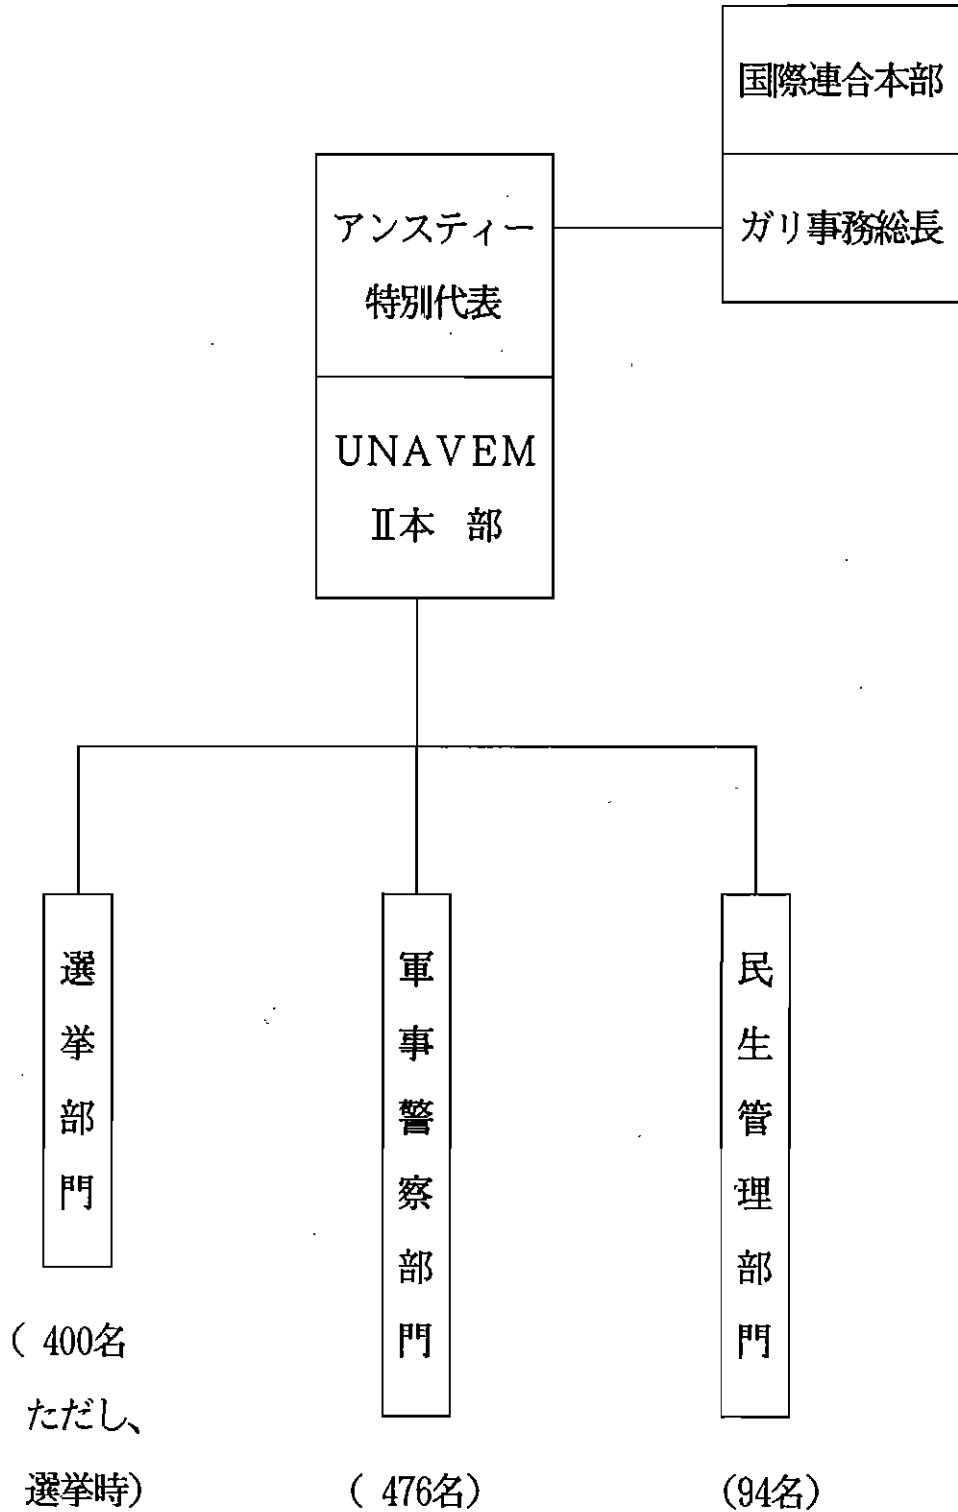 国際連合本部
ガリ事務総長
アンスティー
特別代表
UNAVEM
Ⅱ本 部
選挙部門
軍事警察部門
民生管理部門
( 400名
ただし、
選挙時)
( 476名)
(94名)